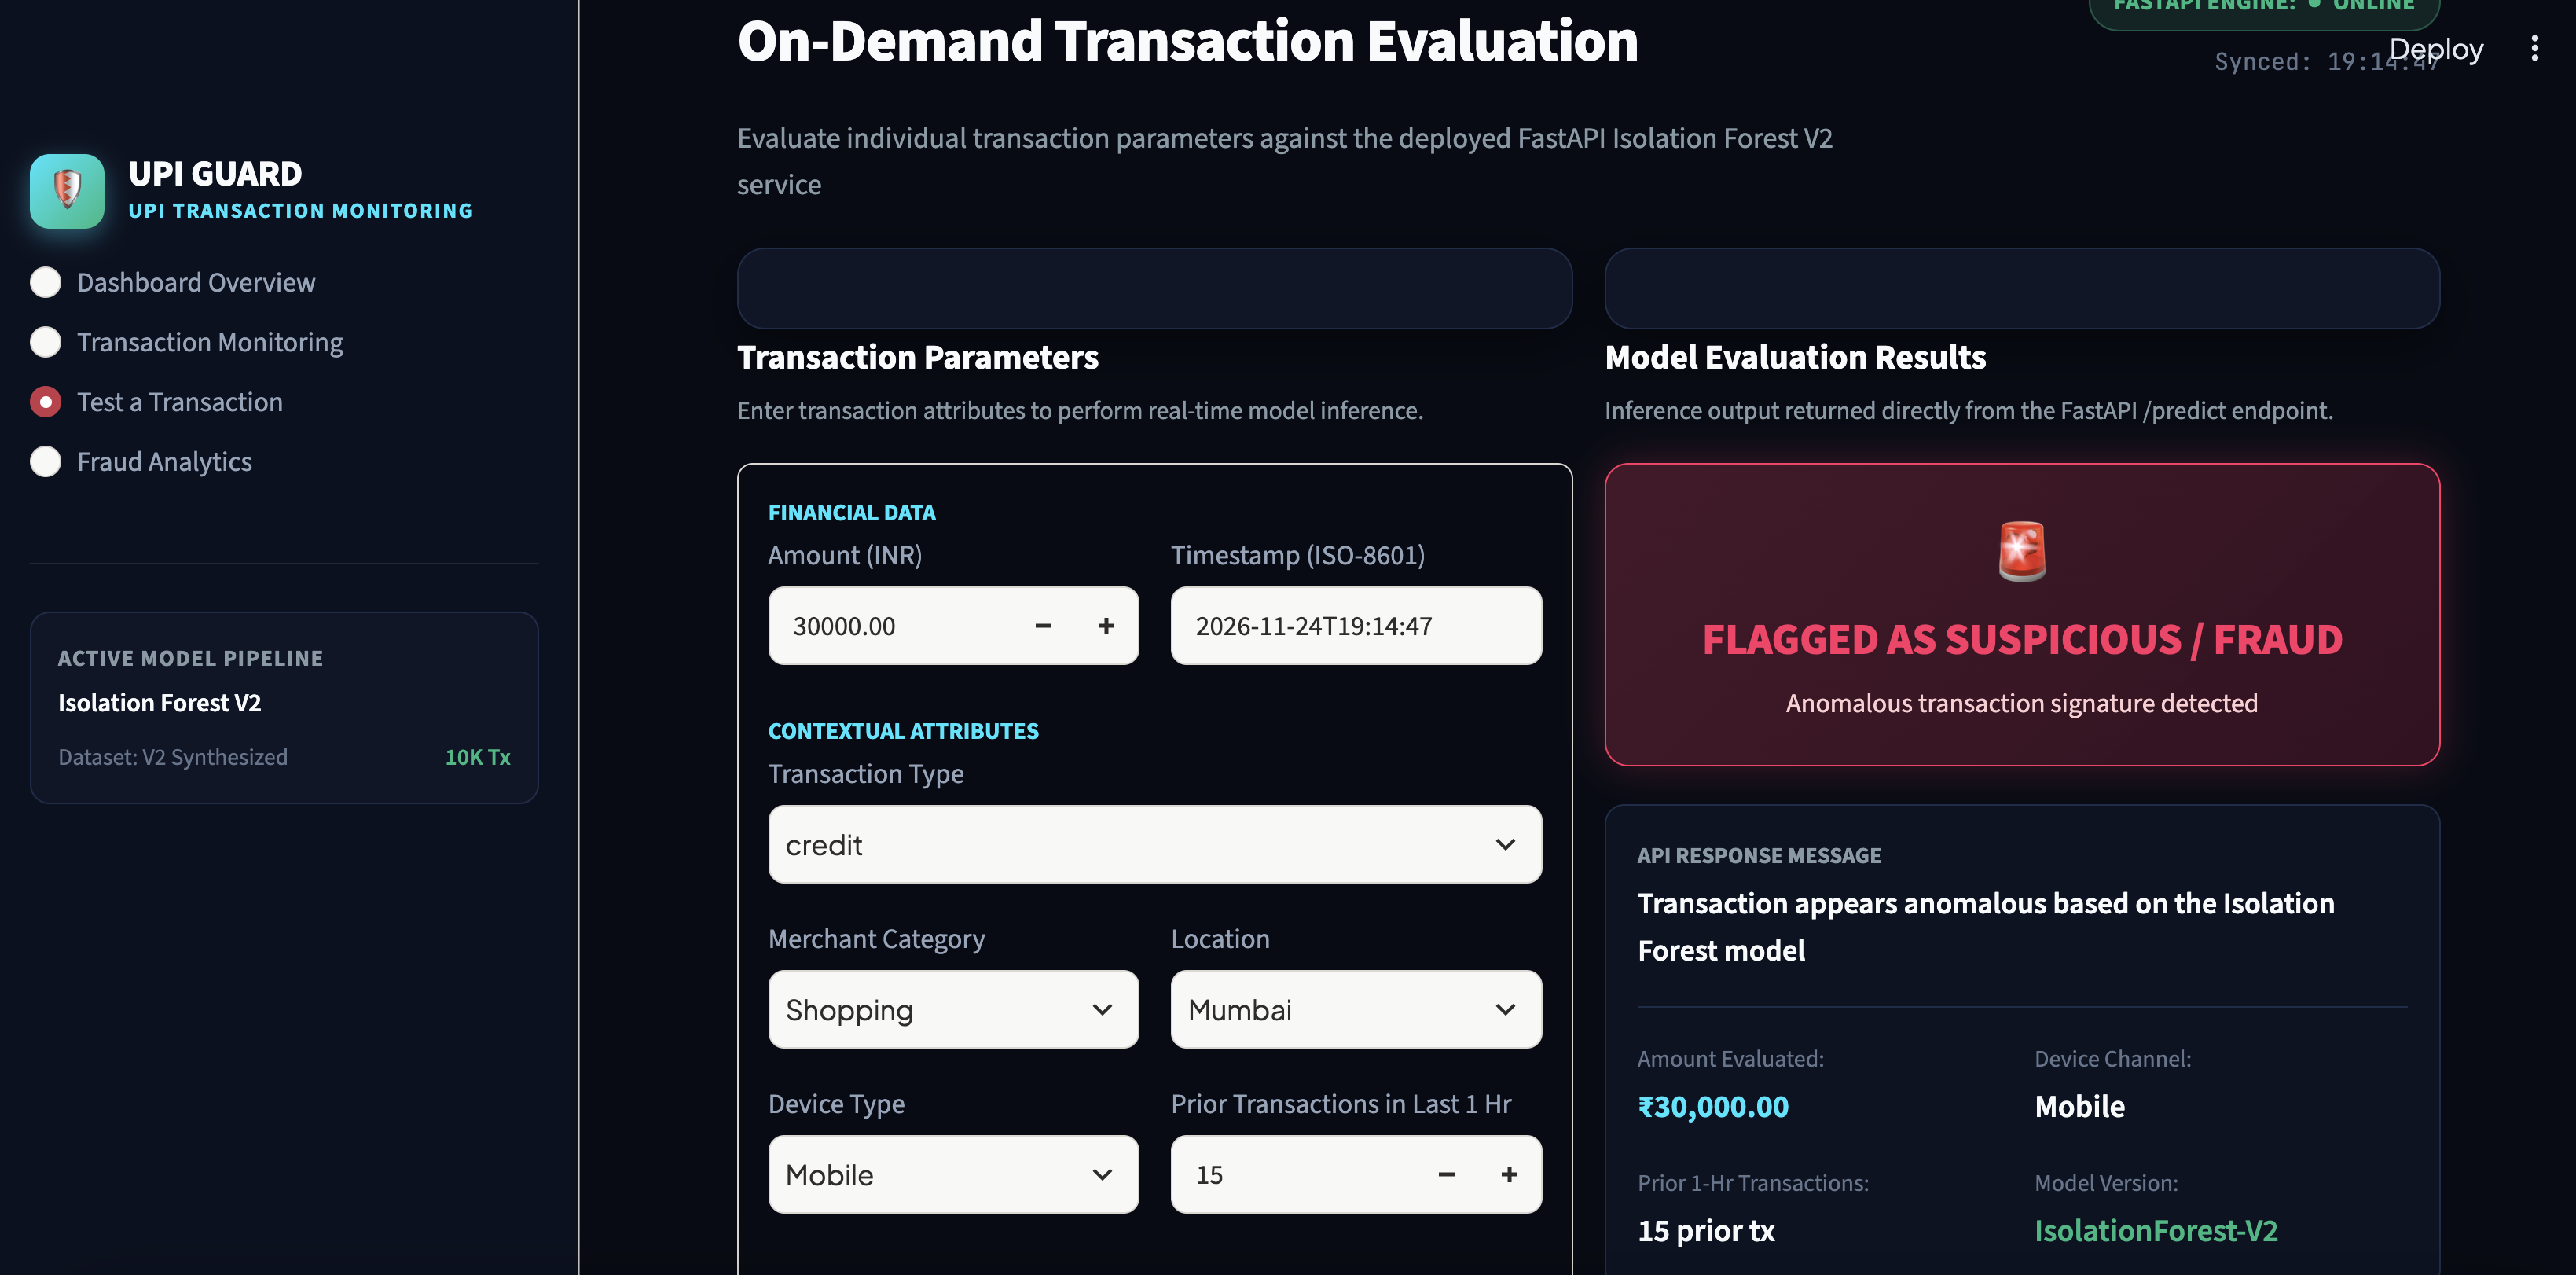 FASTAPI ENGINE: ● ONLINE
Deploy
Synced: 19:14:47
On-Demand Transaction Evaluation
Evaluate individual transaction parameters against the deployed FastAPI Isolation Forest V2
service
UPI GUARD
UPI TRANSACTION MONITORING
Dashboard Overview
Transaction Monitoring
Test a Transaction
Fraud Analytics
ACTIVE MODEL PIPELINE
Isolation Forest V2
Dataset: V2 Synthesized 10K Tx
Transaction Parameters
Enter transaction attributes to perform real-time model inference.
FINANCIAL DATA
Amount (INR) Timestamp (ISO-8601)
30000.00 − + 2026-11-24T19:14:47
CONTEXTUAL ATTRIBUTES
Transaction Type
credit
Merchant Category Location
Shopping Mumbai
Device Type Prior Transactions in Last 1 Hr
Mobile 15 − +
Model Evaluation Results
Inference output returned directly from the FastAPI /predict endpoint.
FLAGGED AS SUSPICIOUS / FRAUD
Anomalous transaction signature detected
API RESPONSE MESSAGE
Transaction appears anomalous based on the Isolation
Forest model
Amount Evaluated: Device Channel:
₹30,000.00 Mobile
Prior 1-Hr Transactions: Model Version:
15 prior tx IsolationForest-V2